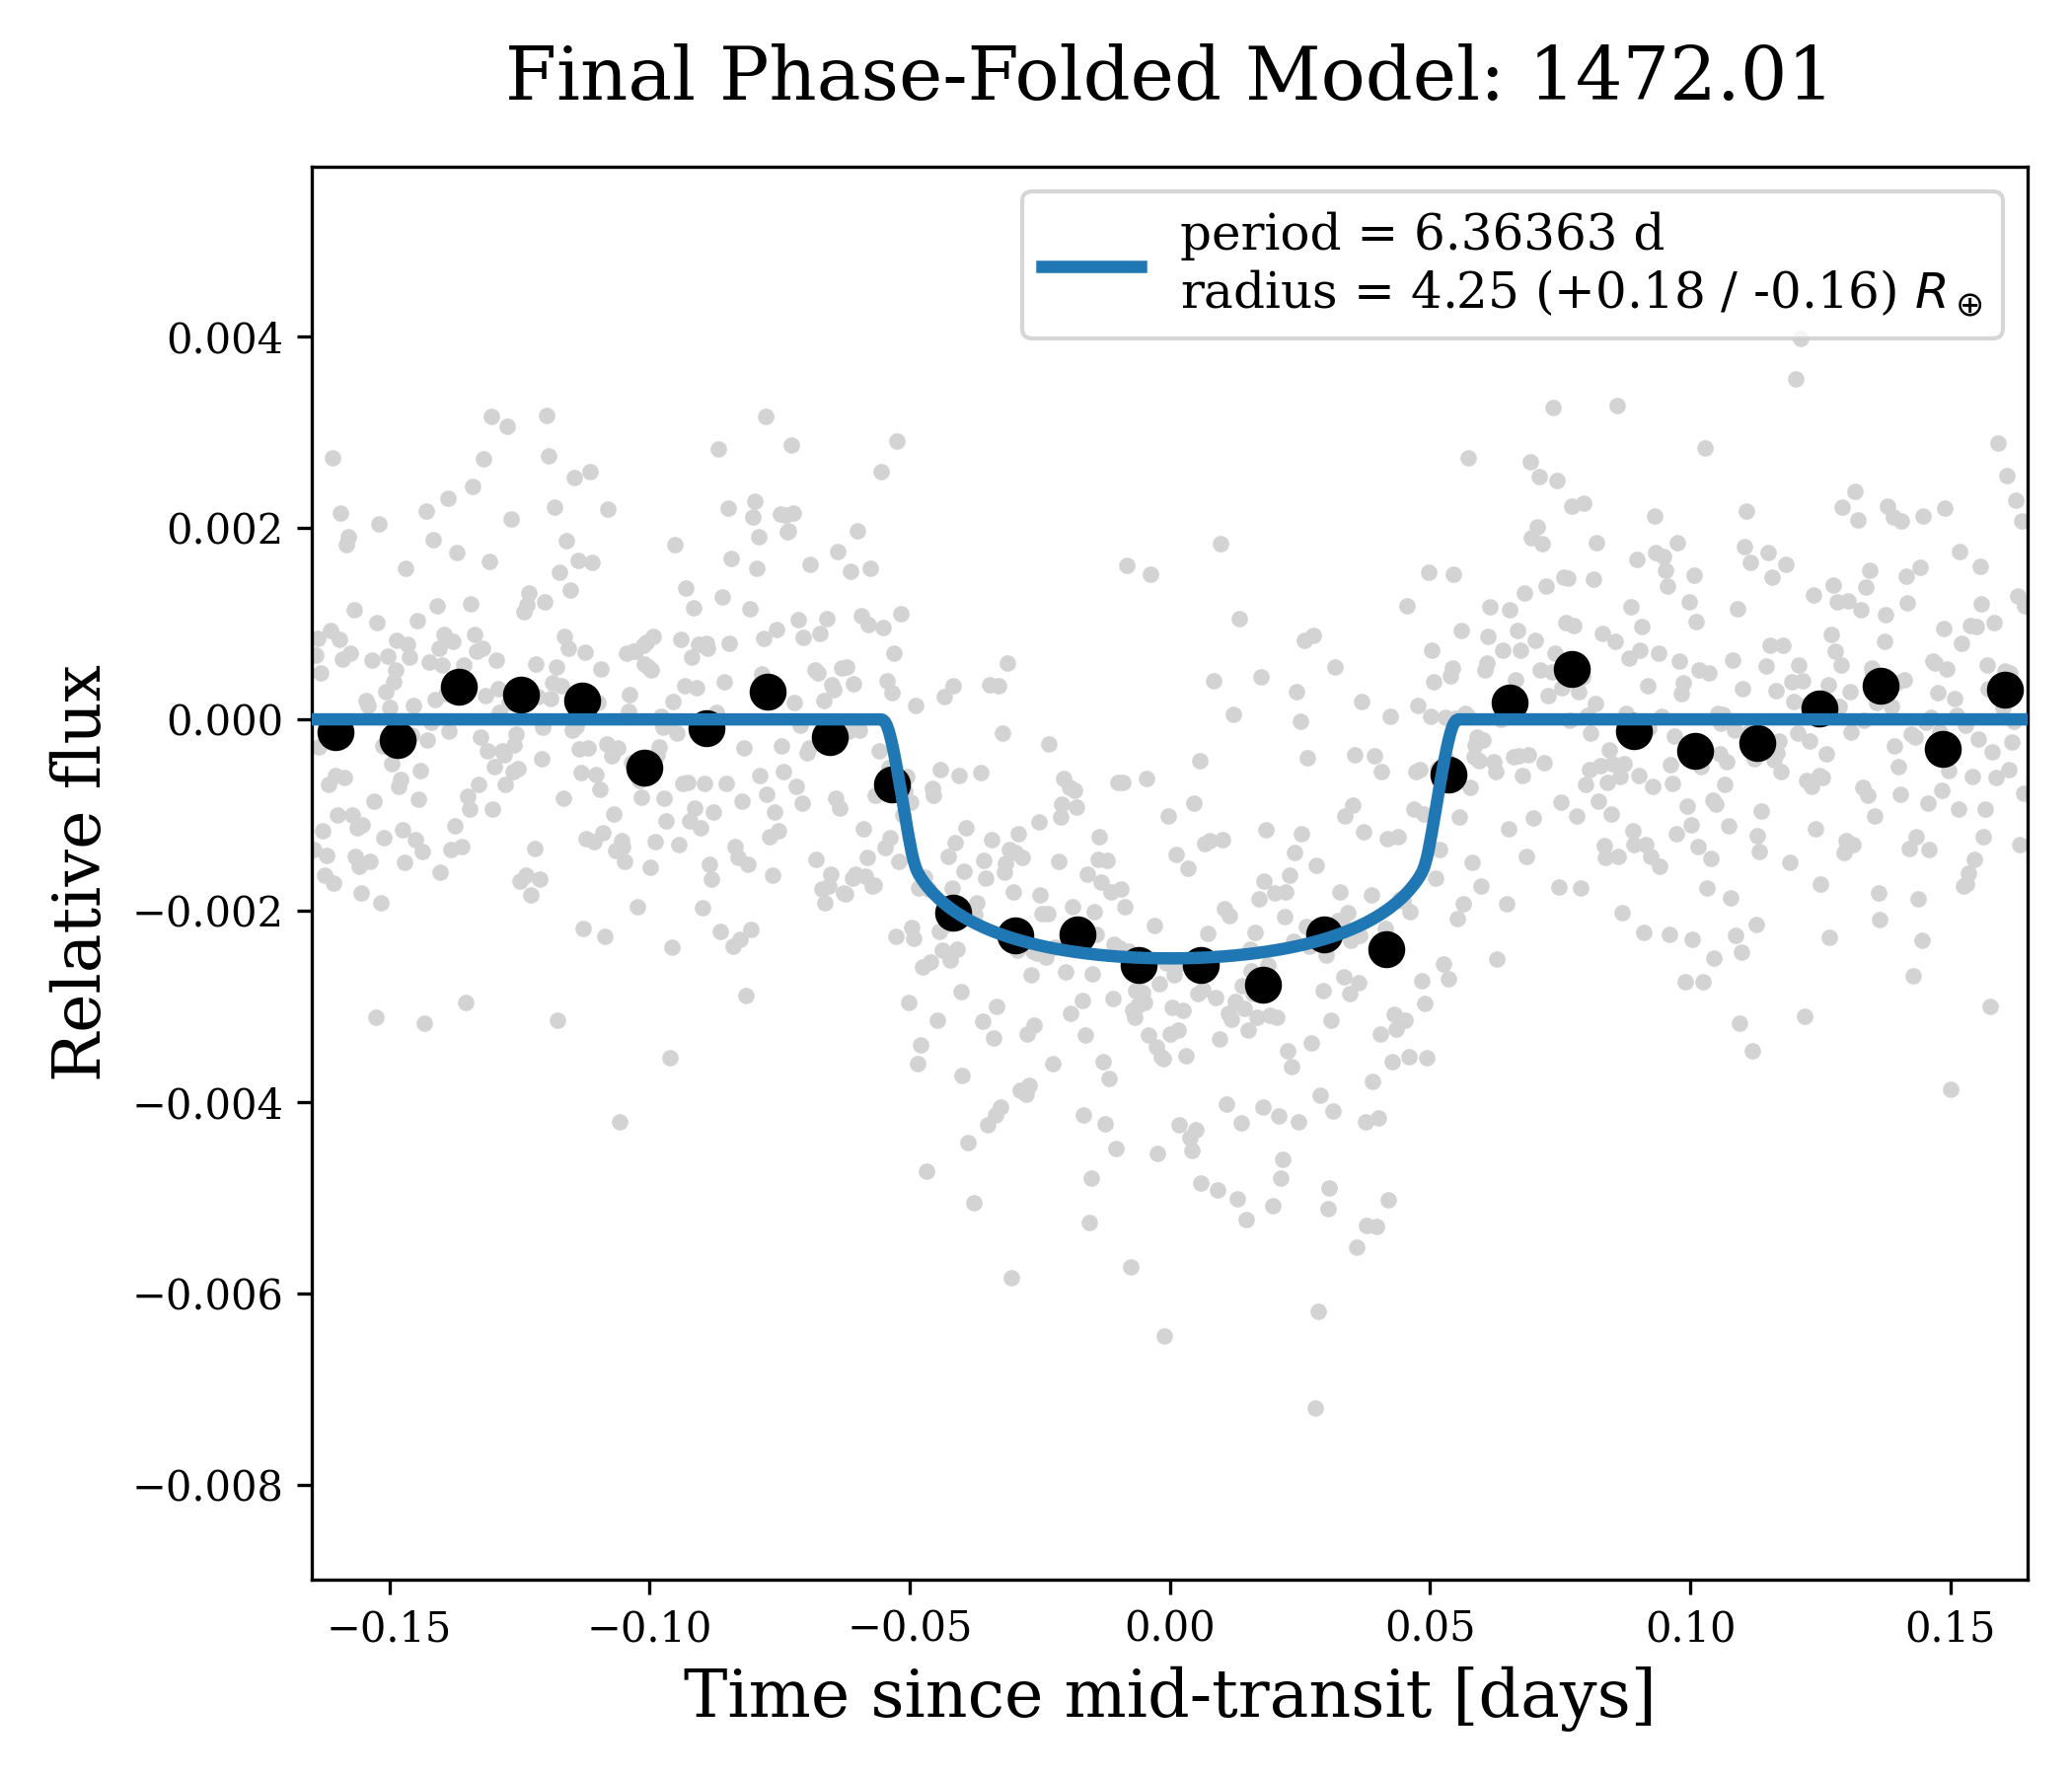 Final Phase-Folded Model: 1472.01
period = 6.36363 d
radius = 4.25 (+0.18 / -0.16) R⊕
0.004
0.002
0.000
−0.002
−0.004
−0.006
−0.008
Relative flux
−0.15
−0.10
−0.05
0.00
0.05
0.10
0.15
Time since mid-transit [days]